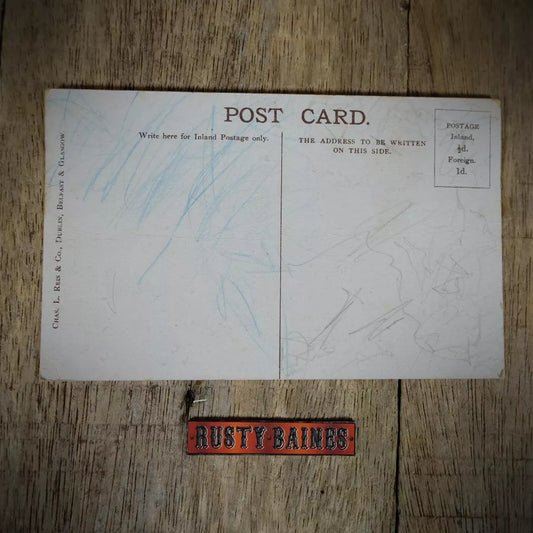 POST CARD.
Write here for Inland Postage only.
THE ADDRESS TO BE WRITTEN
ON THIS SIDE.
POSTAGE
Inland,
½d.
Foreign.
1d.
Chas. L. Reis & Co., Dublin, Belfast & Glasgow.
RUSTY BAINES